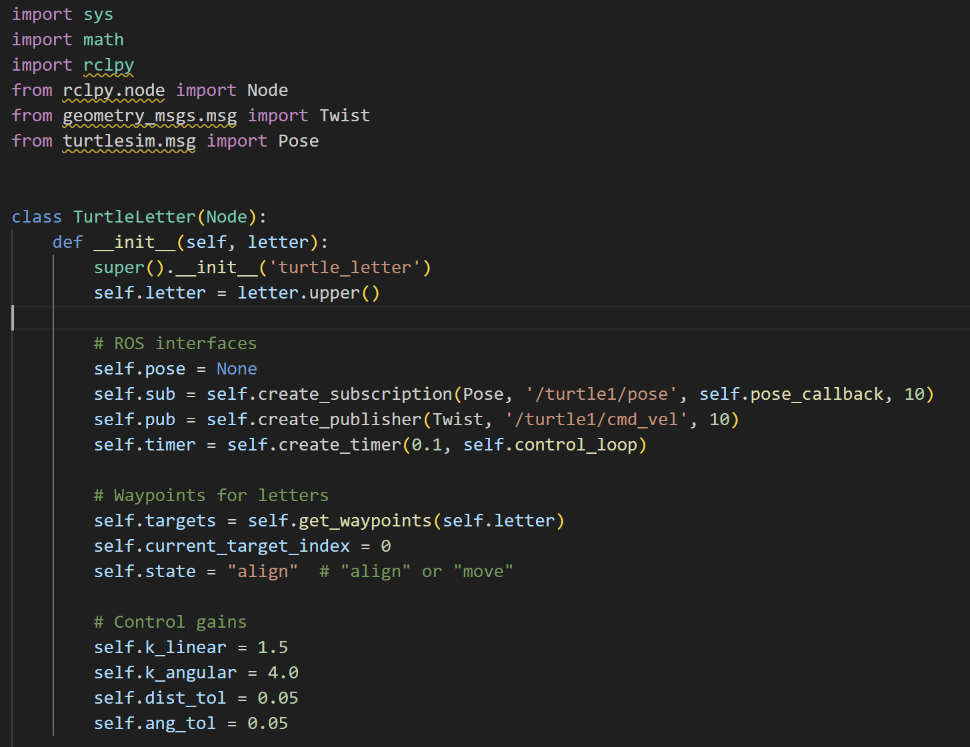 import sys
import math
import rclpy
from rclpy.node import Node
from geometry_msgs.msg import Twist
from turtlesim.msg import Pose
class TurtleLetter(Node):
    def __init__(self, letter):
        super().__init__('turtle_letter')
        self.letter = letter.upper()
        # ROS interfaces
        self.pose = None
        self.sub = self.create_subscription(Pose, '/turtle1/pose', self.pose_callback, 10)
        self.pub = self.create_publisher(Twist, '/turtle1/cmd_vel', 10)
        self.timer = self.create_timer(0.1, self.control_loop)
        # Waypoints for letters
        self.targets = self.get_waypoints(self.letter)
        self.current_target_index = 0
        self.state = "align"  # "align" or "move"
        # Control gains
        self.k_linear = 1.5
        self.k_angular = 4.0
        self.dist_tol = 0.05
        self.ang_tol = 0.05